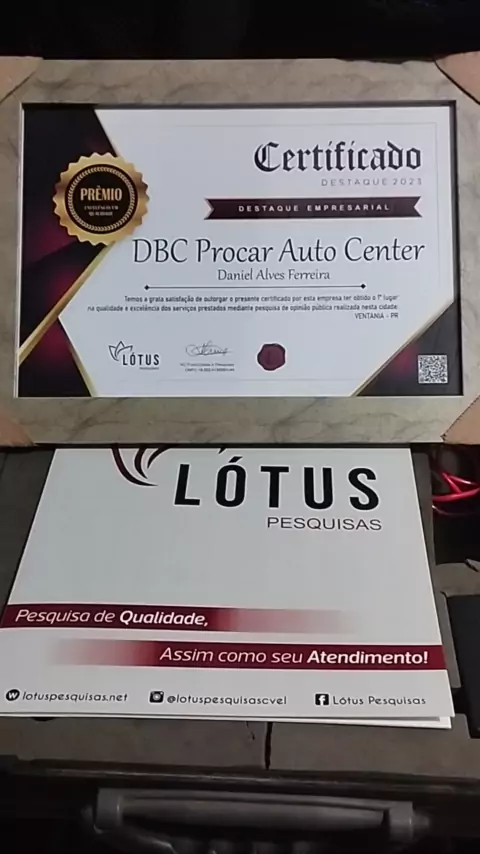 Certificado
DESTAQUE 2023
DESTAQUE EMPRESARIAL
PRÊMIO
EXCELÊNCIA EM
QUALIDADE
DBC Procar Auto Center
Daniel Alves Ferreira
Temos a grata satisfação de outorgar o presente certificado por esta empresa ter obtido o 1º lugar
na qualidade e excelência dos serviços prestados mediante pesquisa de opinião pública realizada nesta cidade:
VENTANIA - PR
LÓTUS
LÓTUS
PESQUISAS
Pesquisa de Qualidade,
Assim como seu Atendimento!
lotuspesquisas.net
@lotuspesquisascvel
Lótus Pesquisas